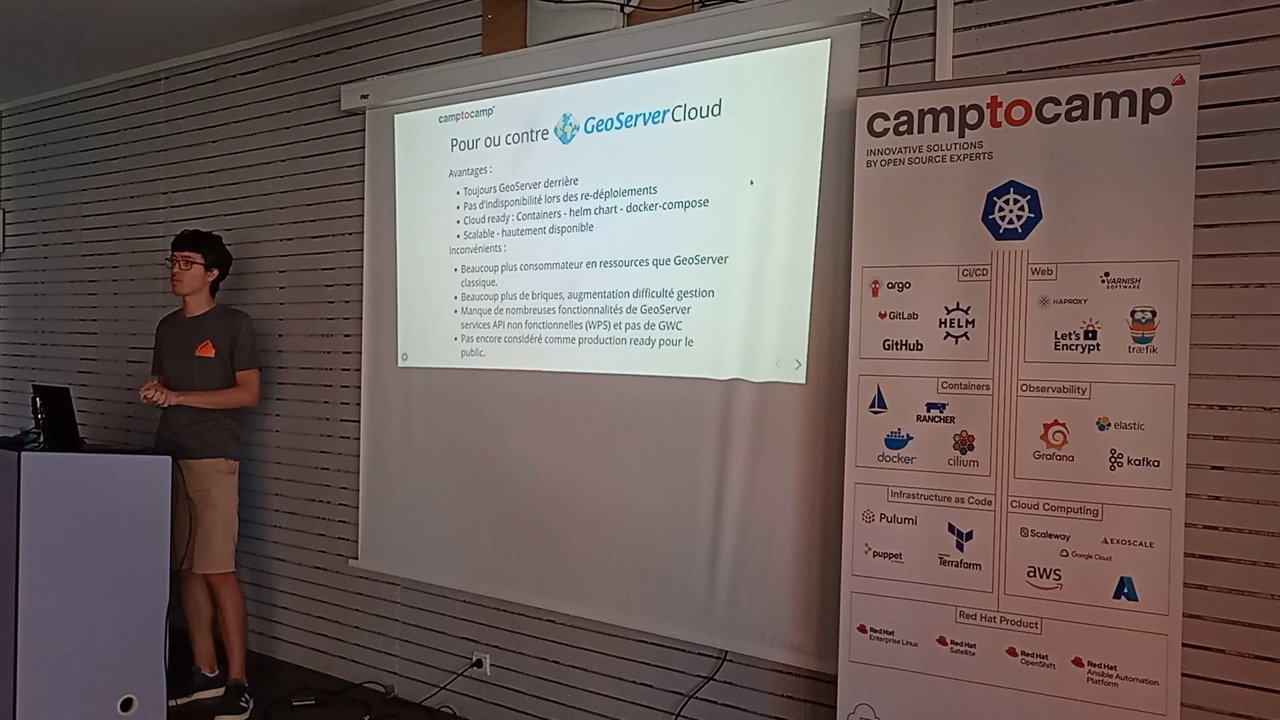 camptocamp
Pour ou contre GeoServer Cloud
Avantages :
• Toujours GeoServer derrière
• Pas d'indisponibilité lors des re-déploiements
• Cloud ready : Containers - helm chart - docker-compose
• Scalable - hautement disponible
Inconvénients :
• Beaucoup plus consommateur en ressources que GeoServer
classique.
• Beaucoup plus de briques, augmentation difficulté gestion
• Manque de nombreuses fonctionnalités de GeoServer
services API non fonctionnelles (WPS) et pas de GWC
• Pas encore considéré comme production ready pour le
public.
camptocamp
INNOVATIVE SOLUTIONS
BY OPEN SOURCE EXPERTS
CI/CD
argo
GitLab
HELM
GitHub
Web
VARNISH
SOFTWARE
HAPROXY
Let's
Encrypt
træfik
Containers
RANCHER
docker
cilium
Observability
Grafana
elastic
kafka
Infrastructure as Code
Pulumi
puppet
Terraform
Cloud Computing
Scaleway
EXOSCALE
Google Cloud
aws
Red Hat Product
Red Hat
Enterprise Linux
Red Hat
Satellite
Red Hat
OpenShift
Red Hat
Ansible Automation
Platform